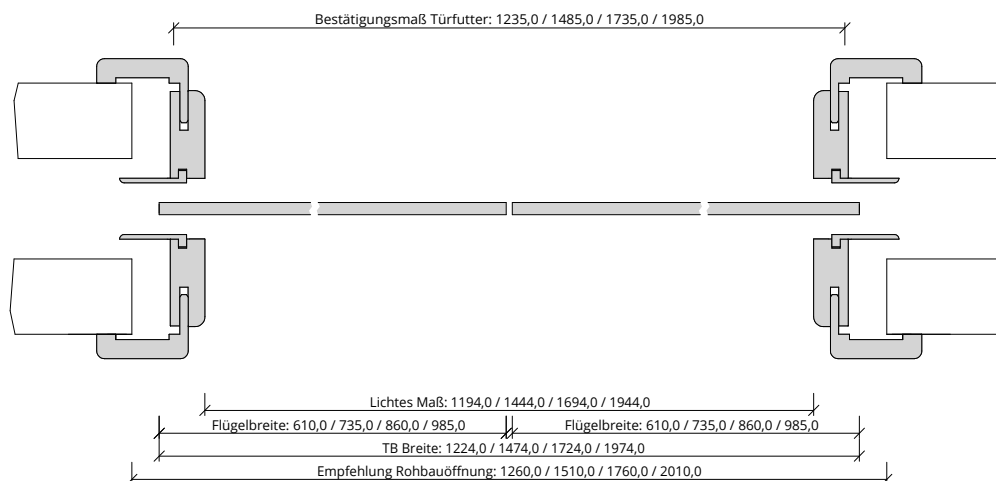 Bestätigungsmaß Türfutter: 1235,0 / 1485,0 / 1735,0 / 1985,0
Lichtes Maß: 1194,0 / 1444,0 / 1694,0 / 1944,0
Flügelbreite: 610,0 / 735,0 / 860,0 / 985,0
Flügelbreite: 610,0 / 735,0 / 860,0 / 985,0
TB Breite: 1224,0 / 1474,0 / 1724,0 / 1974,0
Empfehlung Rohbauöffnung: 1260,0 / 1510,0 / 1760,0 / 2010,0